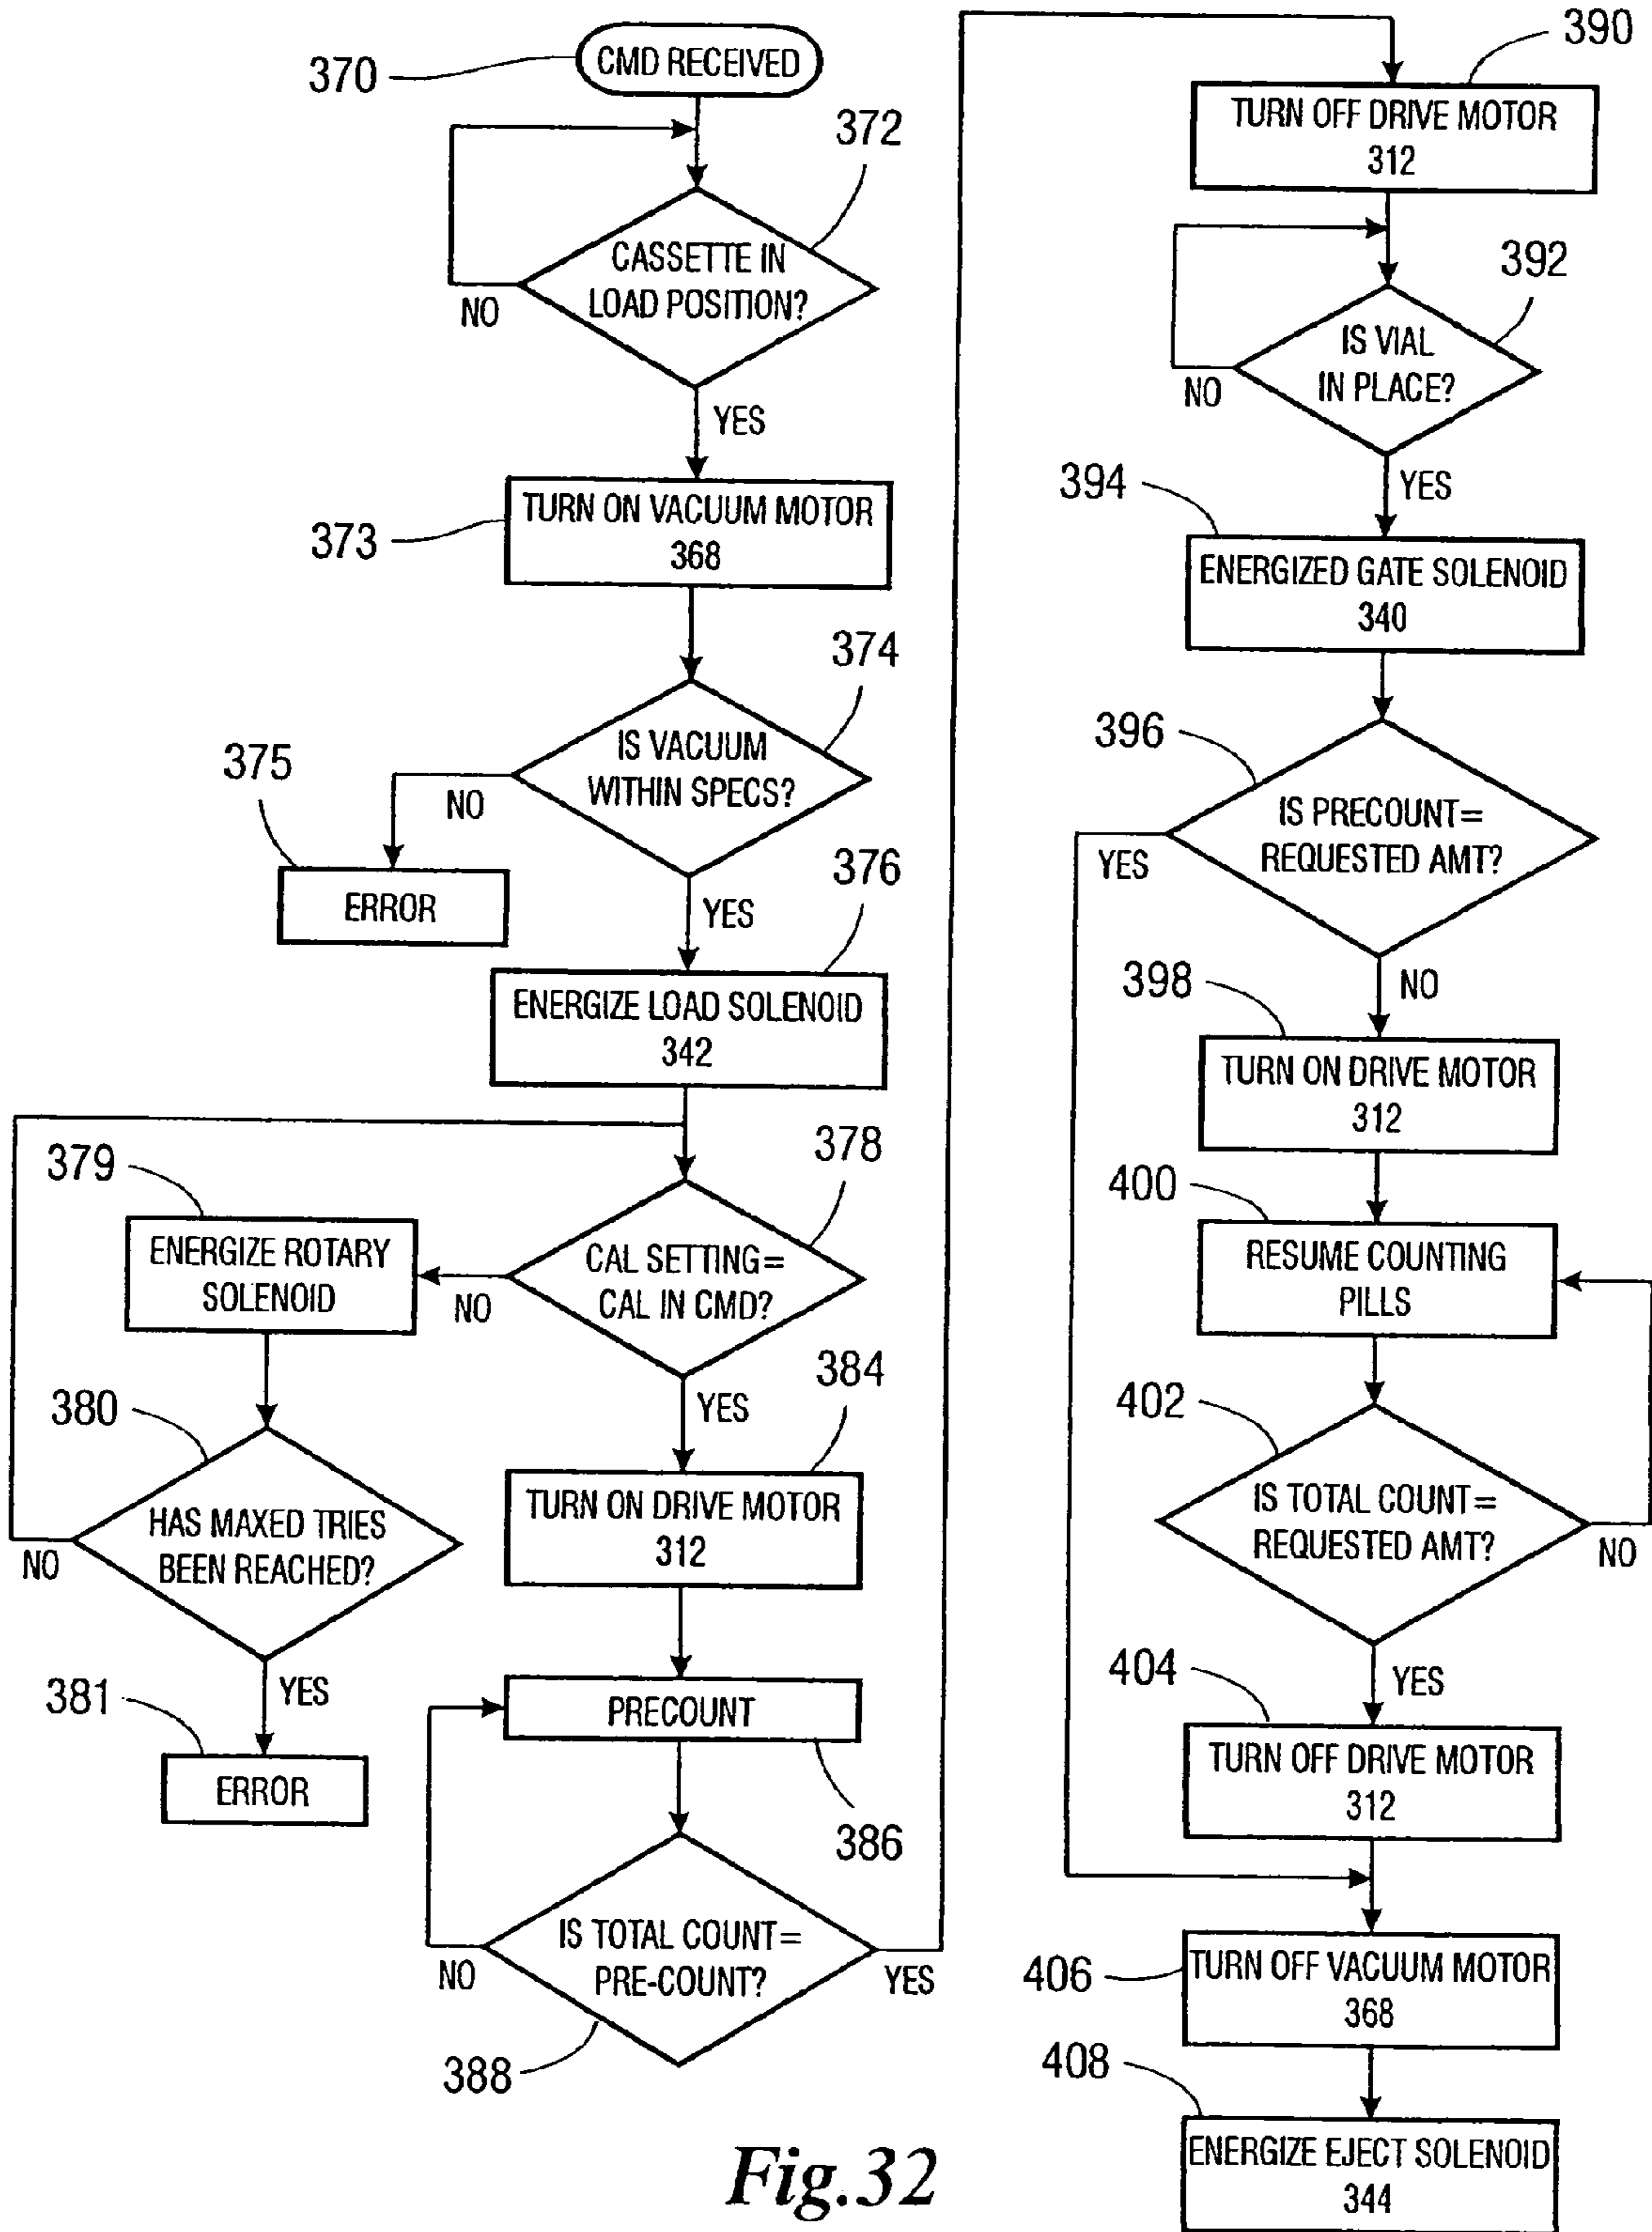 370
CMD RECEIVED
372
CASSETTE IN
LOAD POSITION?
NO
YES
373
TURN ON VACUUM MOTOR
368
374
IS VACUUM
WITHIN SPECS?
NO
375
ERROR
YES
376
ENERGIZE LOAD SOLENOID
342
378
CAL SETTING=
CAL IN CMD?
NO
379
ENERGIZE ROTARY
SOLENOID
380
HAS MAXED TRIES
BEEN REACHED?
NO
YES
381
ERROR
YES
384
TURN ON DRIVE MOTOR
312
PRECOUNT
386
IS TOTAL COUNT=
PRE-COUNT?
NO
YES
388
390
TURN OFF DRIVE MOTOR
312
392
IS VIAL
IN PLACE?
NO
YES
394
ENERGIZED GATE SOLENOID
340
396
IS PRECOUNT=
REQUESTED AMT?
YES
NO
398
TURN ON DRIVE MOTOR
312
400
RESUME COUNTING
PILLS
402
IS TOTAL COUNT=
REQUESTED AMT?
NO
YES
404
TURN OFF DRIVE MOTOR
312
406
TURN OFF VACUUM MOTOR
368
408
ENERGIZE EJECT SOLENOID
344
Fig.32